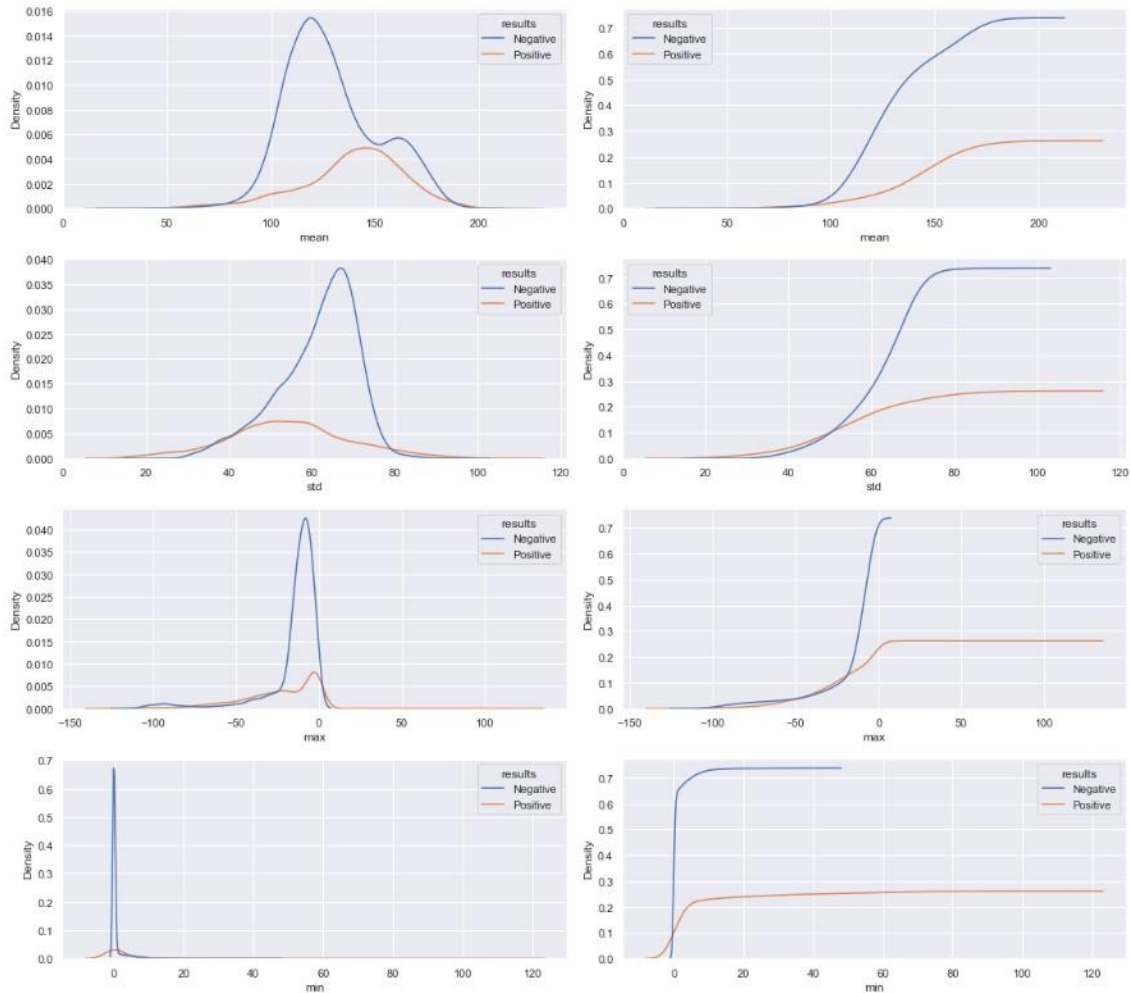 results
Negative
Positive
0.016
0.014
0.012
0.010
0.008
0.006
0.004
0.002
0.000
Density
0 50 100 150 200
mean
results
Negative
Positive
0.7
0.6
0.5
0.4
0.3
0.2
0.1
0.0
Density
0 50 100 150 200
mean
results
Negative
Positive
0.040
0.035
0.030
0.025
0.020
0.015
0.010
0.005
0.000
Density
0 20 40 60 80 100 120
std
results
Negative
Positive
0.7
0.6
0.5
0.4
0.3
0.2
0.1
0.0
Density
0 20 40 60 80 100 120
std
results
Negative
Positive
0.040
0.035
0.030
0.025
0.020
0.015
0.010
0.005
0.000
Density
−150 −100 −50 0 50 100
max
results
Negative
Positive
0.7
0.6
0.5
0.4
0.3
0.2
0.1
0.0
Density
−150 −100 −50 0 50 100
max
results
Negative
Positive
0.7
0.6
0.5
0.4
0.3
0.2
0.1
0.0
Density
0 20 40 60 80 100 120
min
results
Negative
Positive
0.7
0.6
0.5
0.4
0.3
0.2
0.1
0.0
Density
0 20 40 60 80 100 120
min